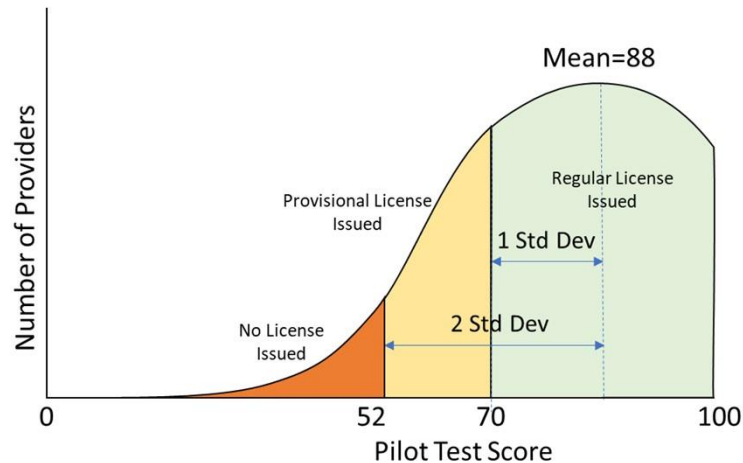 Mean=88
Number of Providers
Provisional License
Issued
Regular License
Issued
1 Std Dev
No License
Issued
2 Std Dev
0
52
70
100
Pilot Test Score